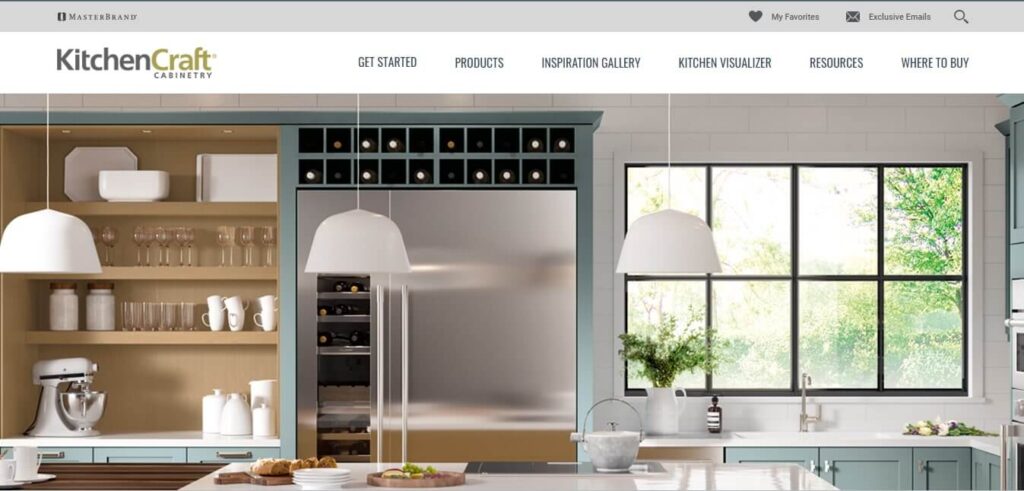 MASTERBRAND
My Favorites
Exclusive Emails
KitchenCraft
CABINETRY
GET STARTED
PRODUCTS
INSPIRATION GALLERY
KITCHEN VISUALIZER
RESOURCES
WHERE TO BUY